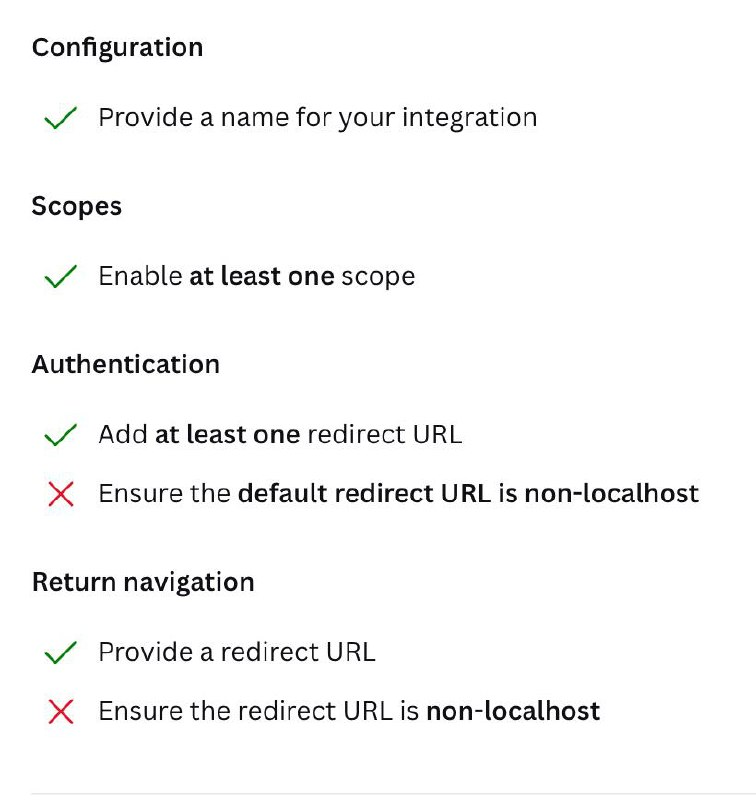 Configuration
Provide a name for your integration
Scopes
Enable at least one scope
Authentication
Add at least one redirect URL
Ensure the default redirect URL is non-localhost
Return navigation
Provide a redirect URL
Ensure the redirect URL is non-localhost